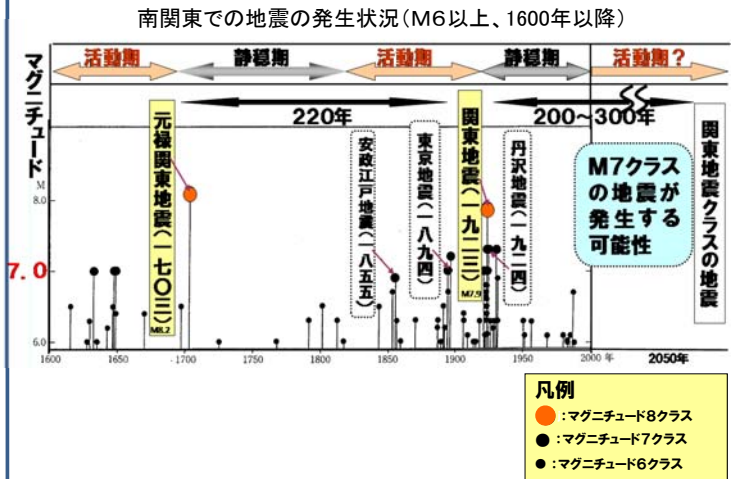 南関東での地震の発生状況(M6以上、1600年以降)
活動期
静穏期
活動期
静穏期
活動期？
マグニチュード
220年
200~300年
元禄関東地震(一七〇三)
M8.2
安政江戸地震(一八五五)
東京地震(一八九四)
関東地震(一九二三)
M7.9
丹沢地震(一九二四)
M7クラス
の地震が
発生する
可能性
関東地震クラスの地震
M
8.0
7.0
6.0
1600
1650
1700
1750
1800
1850
1900
1950
2000 年
2050年
凡例
:マグニチュード8クラス
:マグニチュード7クラス
:マグニチュード6クラス